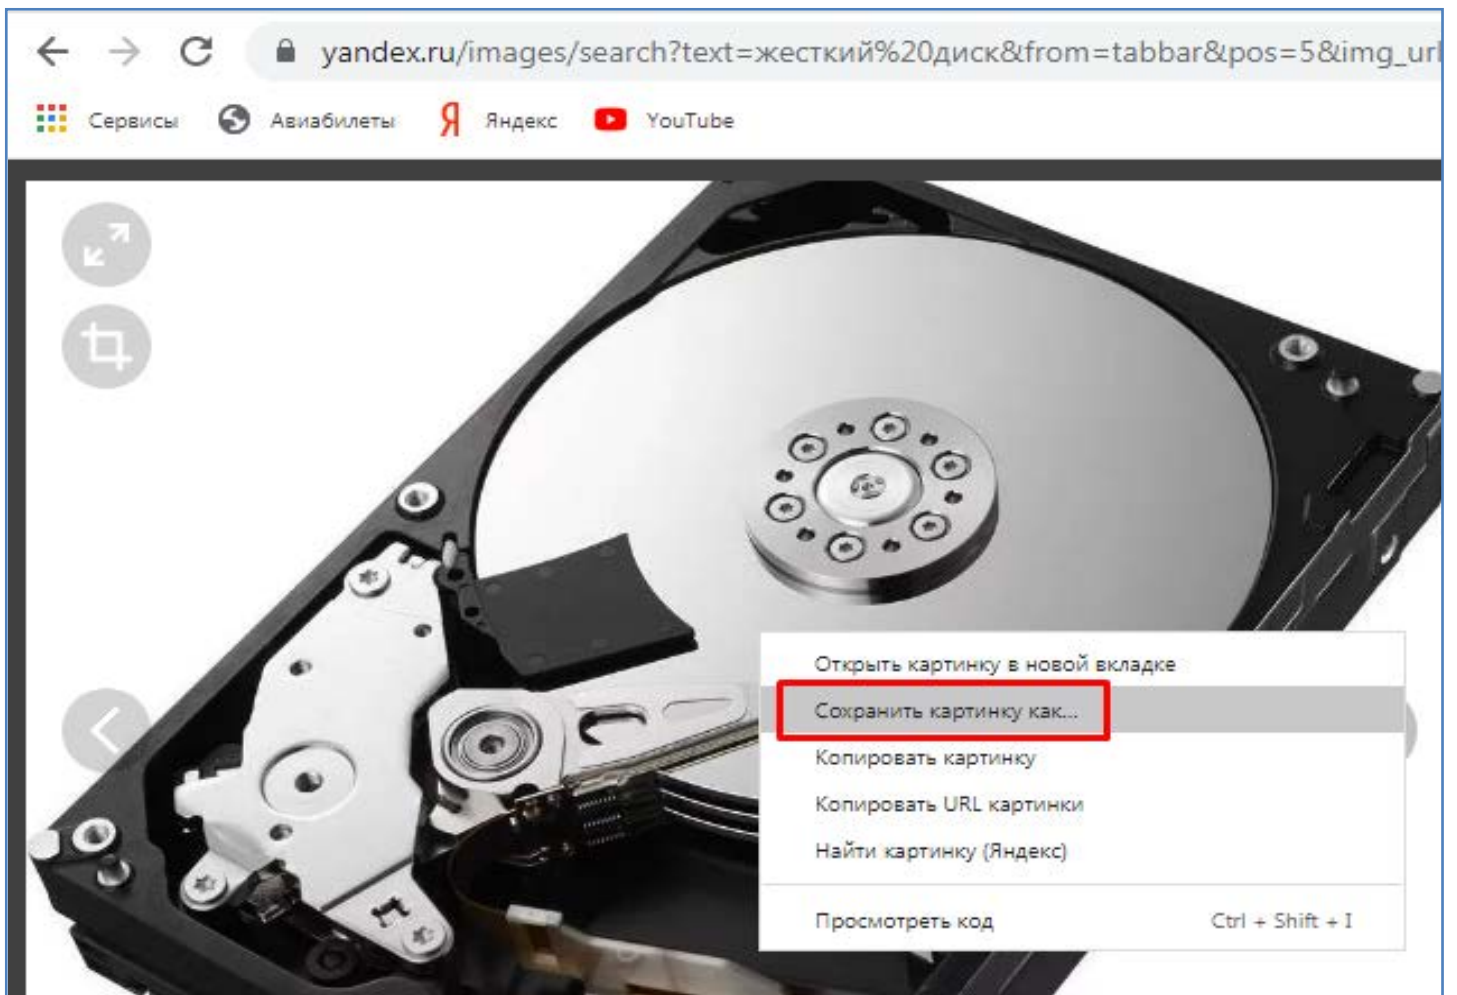 yandex.ru/images/search?text=жесткий%20диск&from=tabbar&pos=5&img_url
Сервисы Авиабилеты Я Яндекс YouTube
Открыть картинку в новой вкладке
Сохранить картинку как...
Копировать картинку
Копировать URL картинки
Найти картинку (Яндекс)
Просмотреть код Ctrl + Shift + I